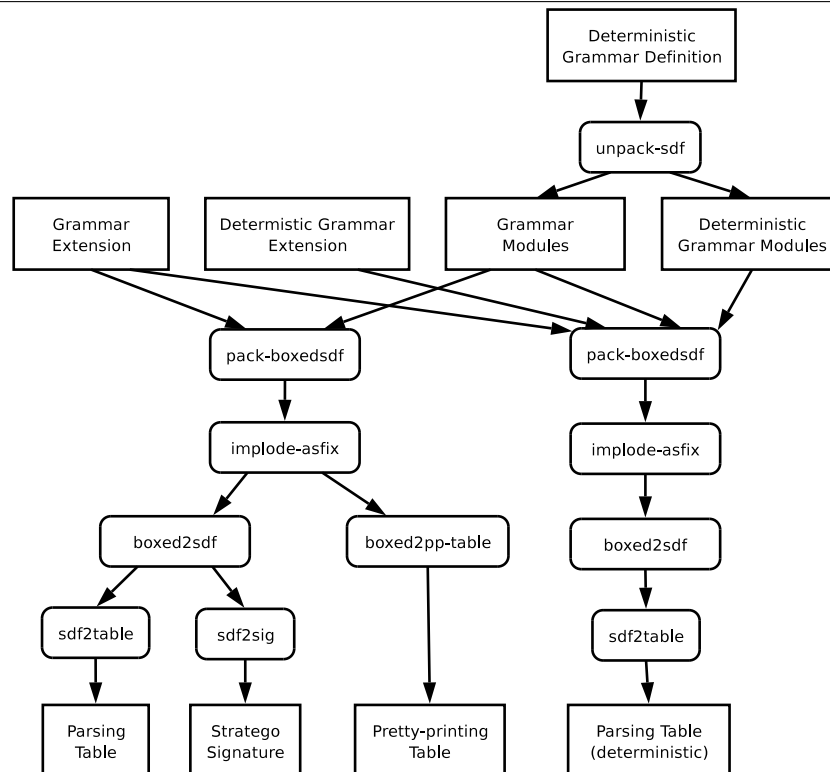 Deterministic
Grammar Definition
unpack-sdf
Grammar
Extension
Determistic Grammar
Extension
Grammar
Modules
Deterministic
Grammar Modules
pack-boxedsdf
pack-boxedsdf
implode-asfix
implode-asfix
boxed2sdf
boxed2pp-table
boxed2sdf
sdf2table
sdf2sig
sdf2table
Parsing
Table
Stratego
Signature
Pretty-printing
Table
Parsing Table
(deterministic)